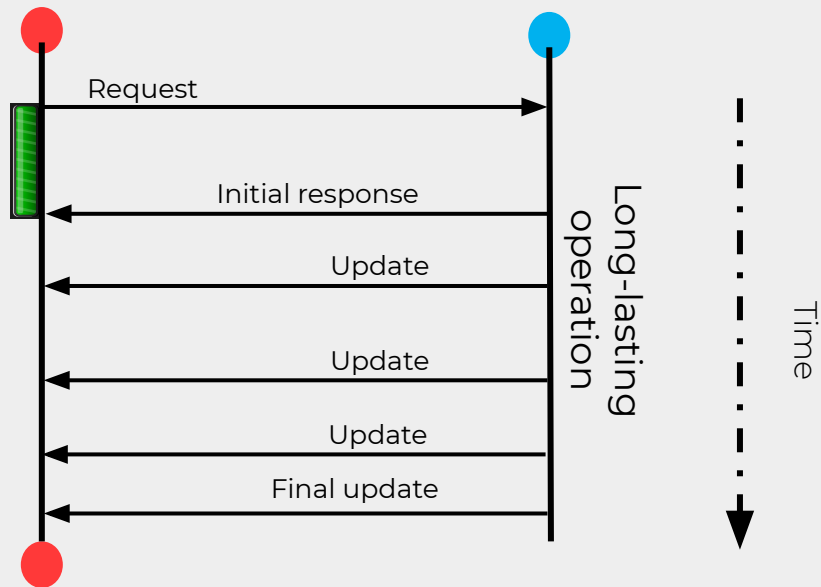 Request
Initial response
Update
Update
Update
Final update
Long-lasting
operation
Time